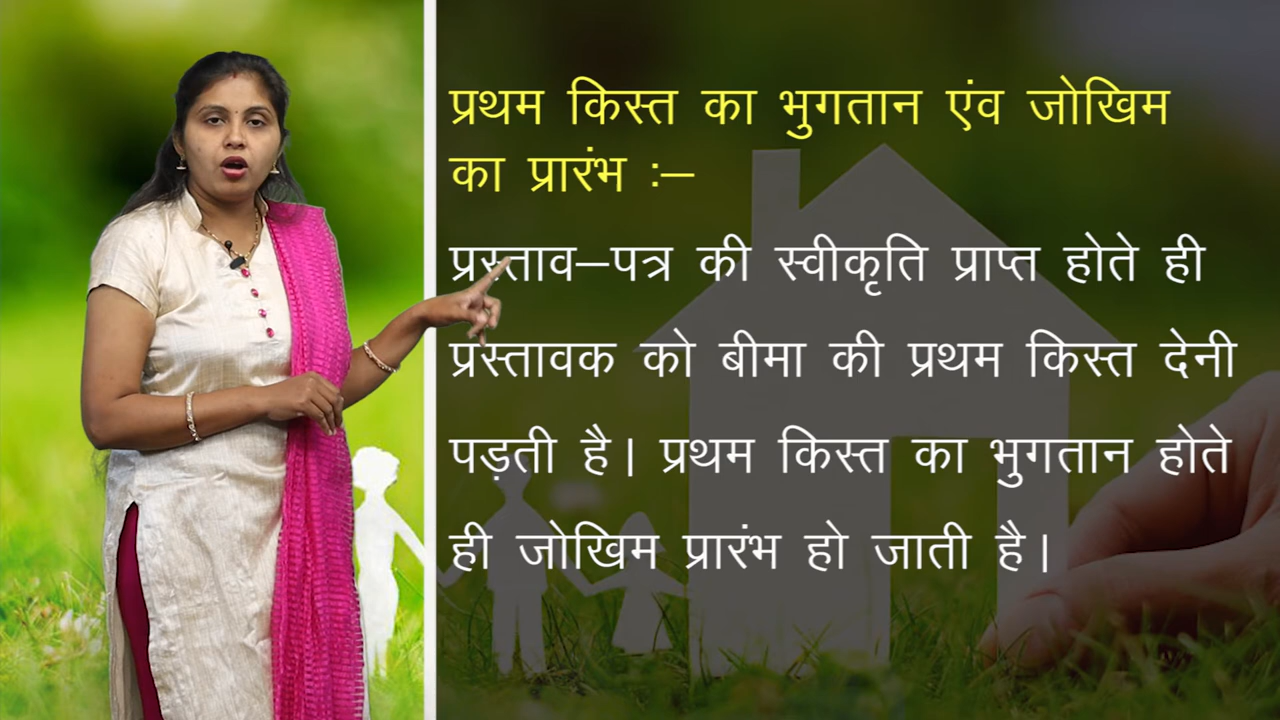 प्रथम किस्त का भुगतान एंव जोखिम
का प्रारंभ :–
प्रस्ताव–पत्र की स्वीकृति प्राप्त होते ही
प्रस्तावक को बीमा की प्रथम किस्त देनी
पड़ती है। प्रथम किस्त का भुगतान होते
ही जोखिम प्रारंभ हो जाती है।